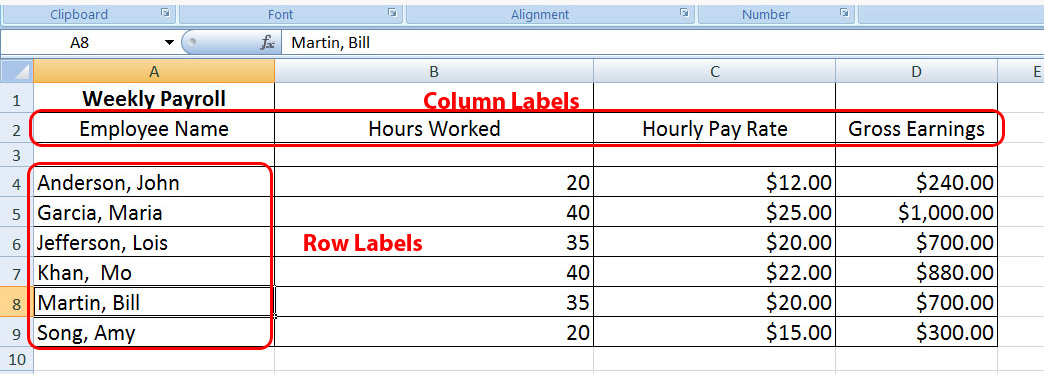 Clipboard Font Alignment Number
A8 fx Martin, Bill
A B C D E
1 Weekly Payroll Column Labels
2 Employee Name Hours Worked Hourly Pay Rate Gross Earnings
3
4 Anderson, John 20 $12.00 $240.00
5 Garcia, Maria 40 $25.00 $1,000.00
6 Jefferson, Lois Row Labels 35 $20.00 $700.00
7 Khan,  Mo 40 $22.00 $880.00
8 Martin, Bill 35 $20.00 $700.00
9 Song, Amy 20 $15.00 $300.00
10